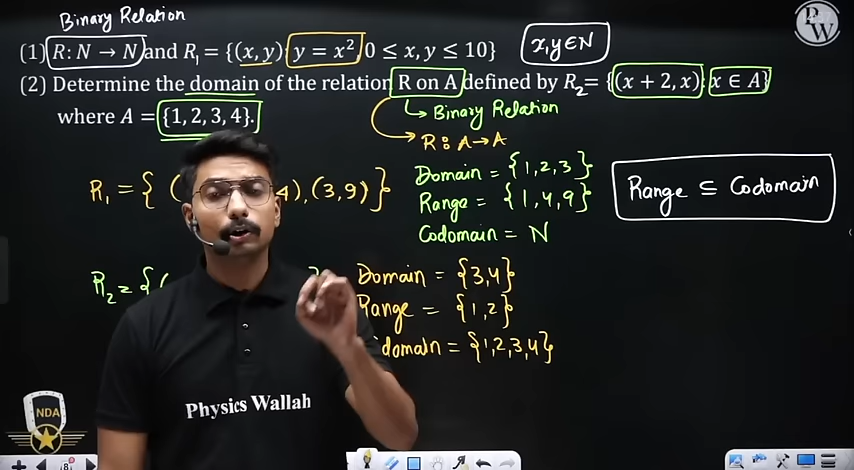 Binary Relation
(1) R: N → N and R₁ = {(x, y): y = x², 0 ≤ x, y ≤ 10}
x,y∈N
(2) Determine the domain of the relation R on A defined by R₂ = {(x + 2, x): x ∈ A}
where A = {1, 2, 3, 4}.
Binary Relation
R: A→A
R₁ = { ( 4), (3,9) }
Domain = {1,2,3}
Range = {1,4,9}
Codomain = N
Range ⊆ Codomain
R₂ = { ( }
Domain = {3,4}
Range = {1,2}
domain = {1,2,3,4}
Physics Wallah
NDA
PW
8